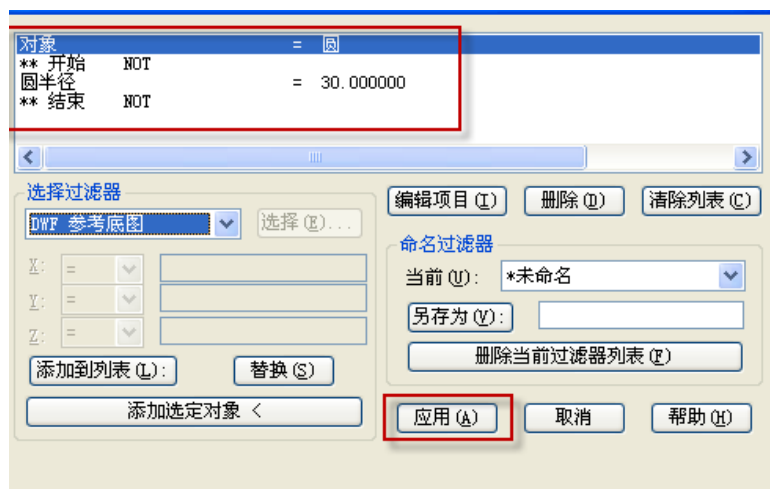 对象 = 圆
** 开始 NOT
圆半径 = 30.000000
** 结束 NOT
选择过滤器
DWF 参考底图
选择(E)...
X: =
Y: =
Z: =
添加到列表(L):
替换(S)
添加选定对象 <
编辑项目(I)
删除(D)
清除列表(C)
命名过滤器
当前(U): *未命名
另存为(V):
删除当前过滤器列表(F)
应用(A)
取消
帮助(H)